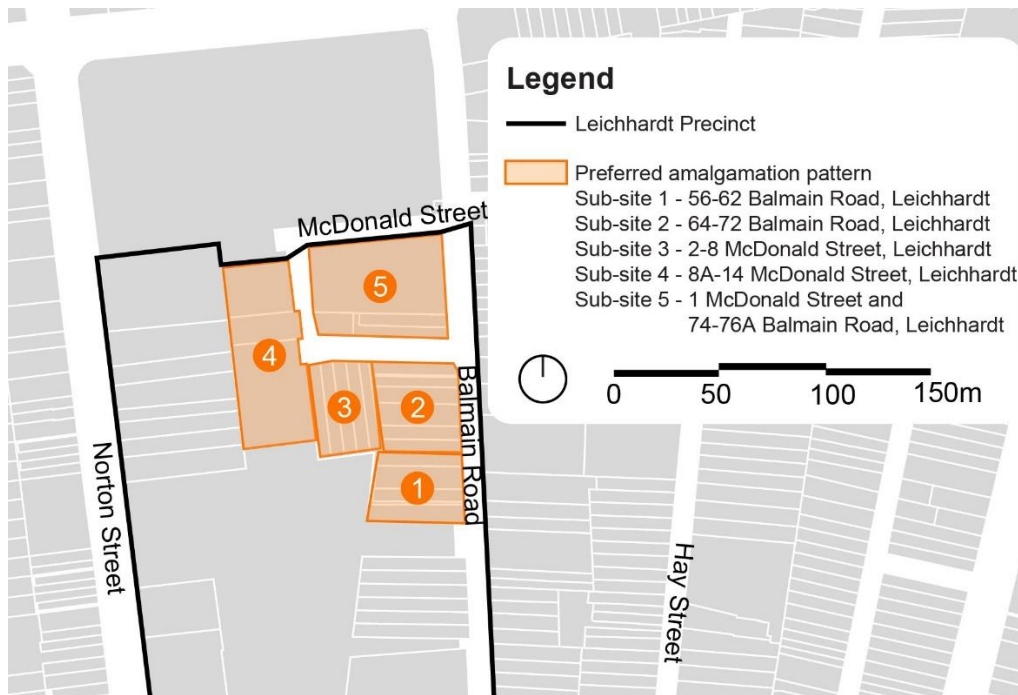 Legend
Leichhardt Precinct
Preferred amalgamation pattern
Sub-site 1 - 56-62 Balmain Road, Leichhardt
Sub-site 2 - 64-72 Balmain Road, Leichhardt
Sub-site 3 - 2-8 McDonald Street, Leichhardt
Sub-site 4 - 8A-14 McDonald Street, Leichhardt
Sub-site 5 - 1 McDonald Street and
74-76A Balmain Road, Leichhardt
0 50 100 150m
McDonald Street
5
4
3
2
1
Balmain Road
Norton Street
Hay Street